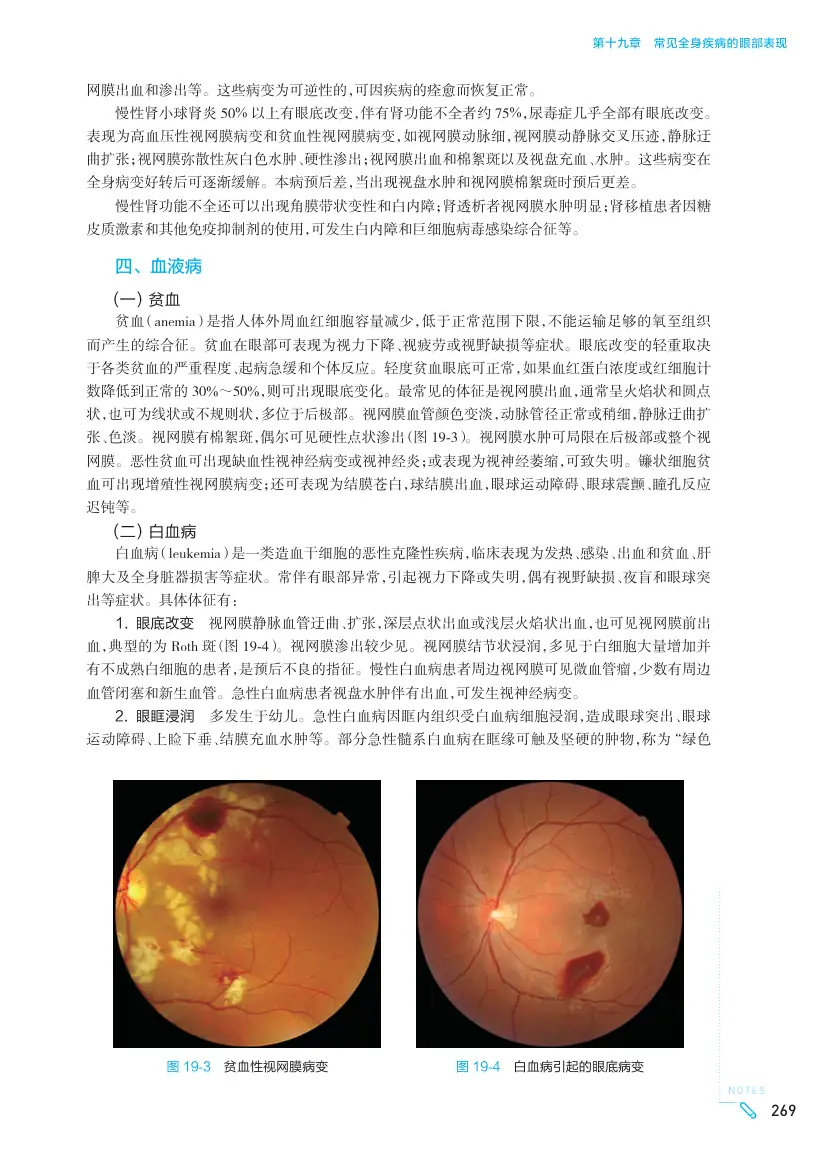 第十九章 常见全身疾病的眼部表现
网膜出血和渗出等。这些病变为可逆性的,可因疾病的痊愈而恢复正常。
慢性肾小球肾炎 50% 以上有眼底改变,伴有肾功能不全者约 75%,尿毒症几乎全部有眼底改变。
表现为高血压性视网膜病变和贫血性视网膜病变,如视网膜动脉细,视网膜动静脉交叉压迹,静脉迂
曲扩张;视网膜弥散性灰白色水肿、硬性渗出;视网膜出血和棉絮斑以及视盘充血、水肿。这些病变在
全身病变好转后可逐渐缓解。本病预后差,当出现视盘水肿和视网膜棉絮斑时预后更差。
慢性肾功能不全还可以出现角膜带状变性和白内障;肾透析者视网膜水肿明显;肾移植患者因糖
皮质激素和其他免疫抑制剂的使用,可发生白内障和巨细胞病毒感染综合征等。
四、血液病
(一) 贫血
贫血(anemia)是指人体外周血红细胞容量减少,低于正常范围下限,不能运输足够的氧至组织
而产生的综合征。贫血在眼部可表现为视力下降、视疲劳或视野缺损等症状。眼底改变的轻重取决
于各类贫血的严重程度、起病急缓和个体反应。轻度贫血眼底可正常,如果血红蛋白浓度或红细胞计
数降低到正常的 30%～50%,则可出现眼底变化。最常见的体征是视网膜出血,通常呈火焰状和圆点
状,也可为线状或不规则状,多位于后极部。视网膜血管颜色变淡,动脉管径正常或稍细,静脉迂曲扩
张、色淡。视网膜有棉絮斑,偶尔可见硬性点状渗出(图 19-3)。视网膜水肿可局限在后极部或整个视
网膜。恶性贫血可出现缺血性视神经病变或视神经炎;或表现为视神经萎缩,可致失明。镰状细胞贫
血可出现增殖性视网膜病变;还可表现为结膜苍白,球结膜出血,眼球运动障碍、眼球震颤、瞳孔反应
迟钝等。
(二) 白血病
白血病(leukemia)是一类造血干细胞的恶性克隆性疾病,临床表现为发热、感染、出血和贫血、肝
脾大及全身脏器损害等症状。常伴有眼部异常,引起视力下降或失明,偶有视野缺损、夜盲和眼球突
出等症状。具体体征有:
1. 眼底改变 视网膜静脉血管迂曲、扩张,深层点状出血或浅层火焰状出血,也可见视网膜前出
血,典型的为 Roth 斑(图 19-4)。视网膜渗出较少见。视网膜结节状浸润,多见于白细胞大量增加并
有不成熟白细胞的患者,是预后不良的指征。慢性白血病患者周边视网膜可见微血管瘤,少数有周边
血管闭塞和新生血管。急性白血病患者视盘水肿伴有出血,可发生视神经病变。
2. 眼眶浸润 多发生于幼儿。急性白血病因眶内组织受白血病细胞浸润,造成眼球突出、眼球
运动障碍、上睑下垂、结膜充血水肿等。部分急性髓系白血病在眶缘可触及坚硬的肿物,称为 “绿色
图 19-3 贫血性视网膜病变
图 19-4 白血病引起的眼底病变
NOTES
269